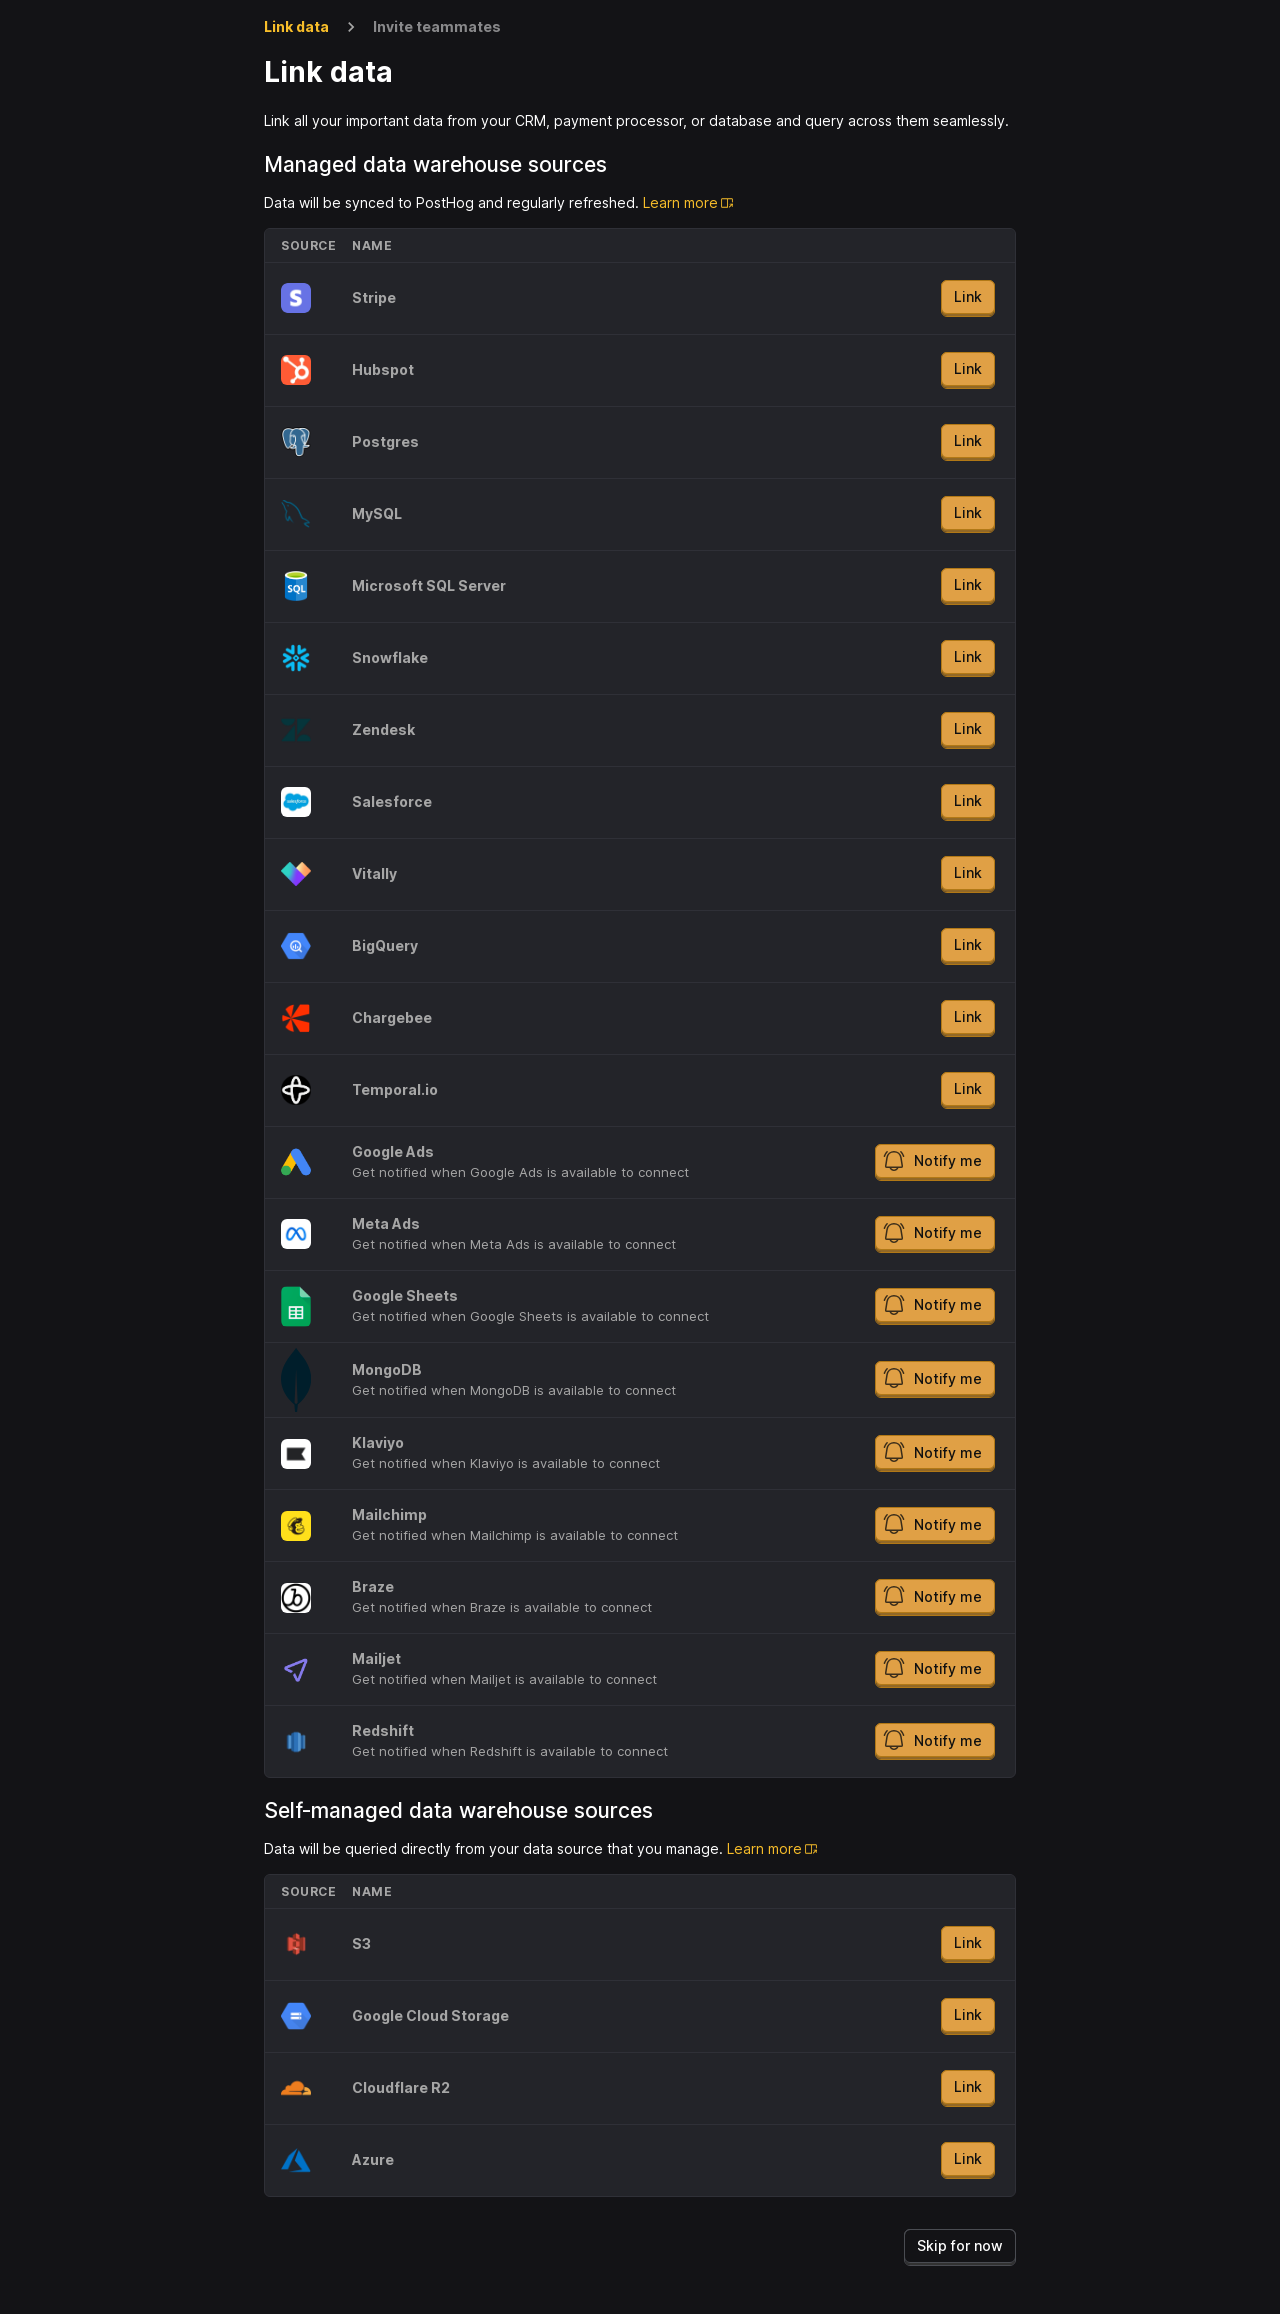 Link data
Invite teammates
Link data
Link all your important data from your CRM, payment processor, or database and query across them seamlessly.
Managed data warehouse sources
Data will be synced to PostHog and regularly refreshed. Learn more
SOURCE NAME
Stripe Link
Hubspot Link
Postgres Link
MySQL Link
SQL Microsoft SQL Server Link
Snowflake Link
Zendesk Link
Salesforce Link
Vitally Link
BigQuery Link
Chargebee Link
Temporal.io Link
Google Ads
Get notified when Google Ads is available to connect
Notify me
Meta Ads
Get notified when Meta Ads is available to connect
Notify me
Google Sheets
Get notified when Google Sheets is available to connect
Notify me
MongoDB
Get notified when MongoDB is available to connect
Notify me
Klaviyo
Get notified when Klaviyo is available to connect
Notify me
Mailchimp
Get notified when Mailchimp is available to connect
Notify me
Braze
Get notified when Braze is available to connect
Notify me
Mailjet
Get notified when Mailjet is available to connect
Notify me
Redshift
Get notified when Redshift is available to connect
Notify me
Self-managed data warehouse sources
Data will be queried directly from your data source that you manage. Learn more
SOURCE NAME
S3 Link
Google Cloud Storage Link
Cloudflare R2 Link
Azure Link
Skip for now